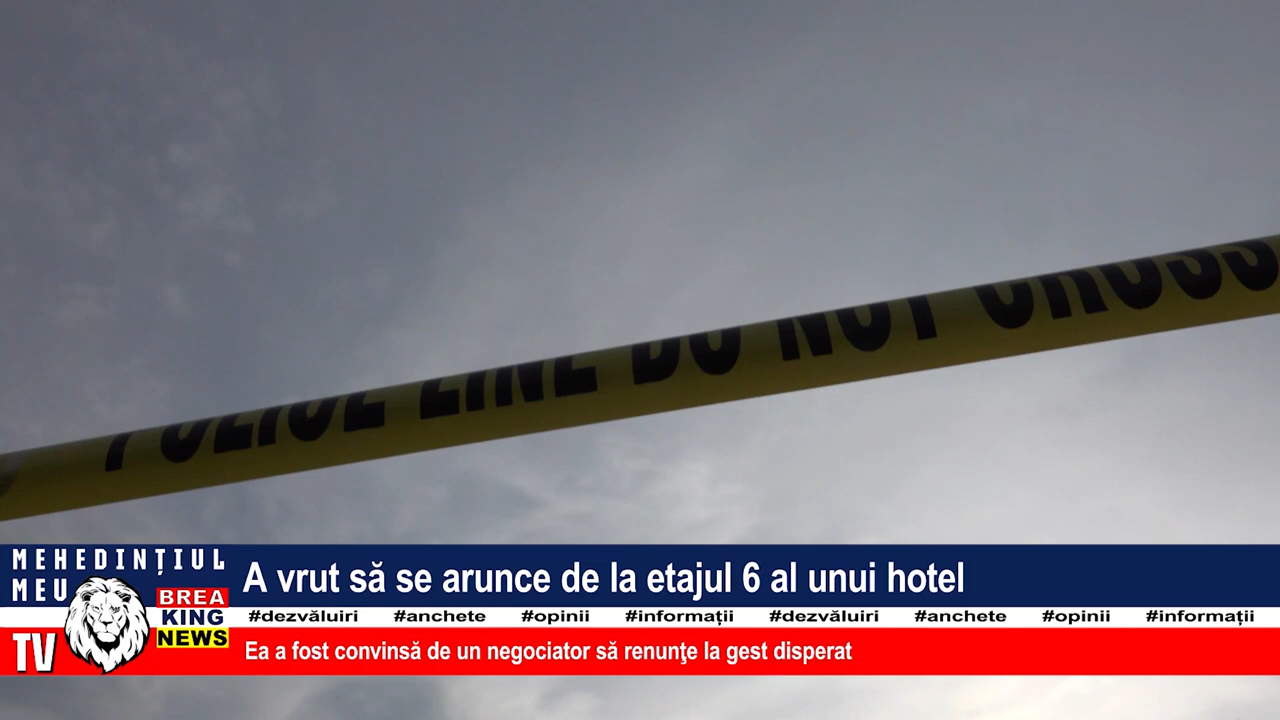 POLICE LINE DO NOT CROSS
MEHEDINȚIUL
MEU
TV
BREA
KING
NEWS
A vrut să se arunce de la etajul 6 al unui hotel
#dezvăluiri #anchete #opinii #informații #dezvăluiri #anchete #opinii #informații
Ea a fost convinsă de un negociator să renunţe la gest disperat